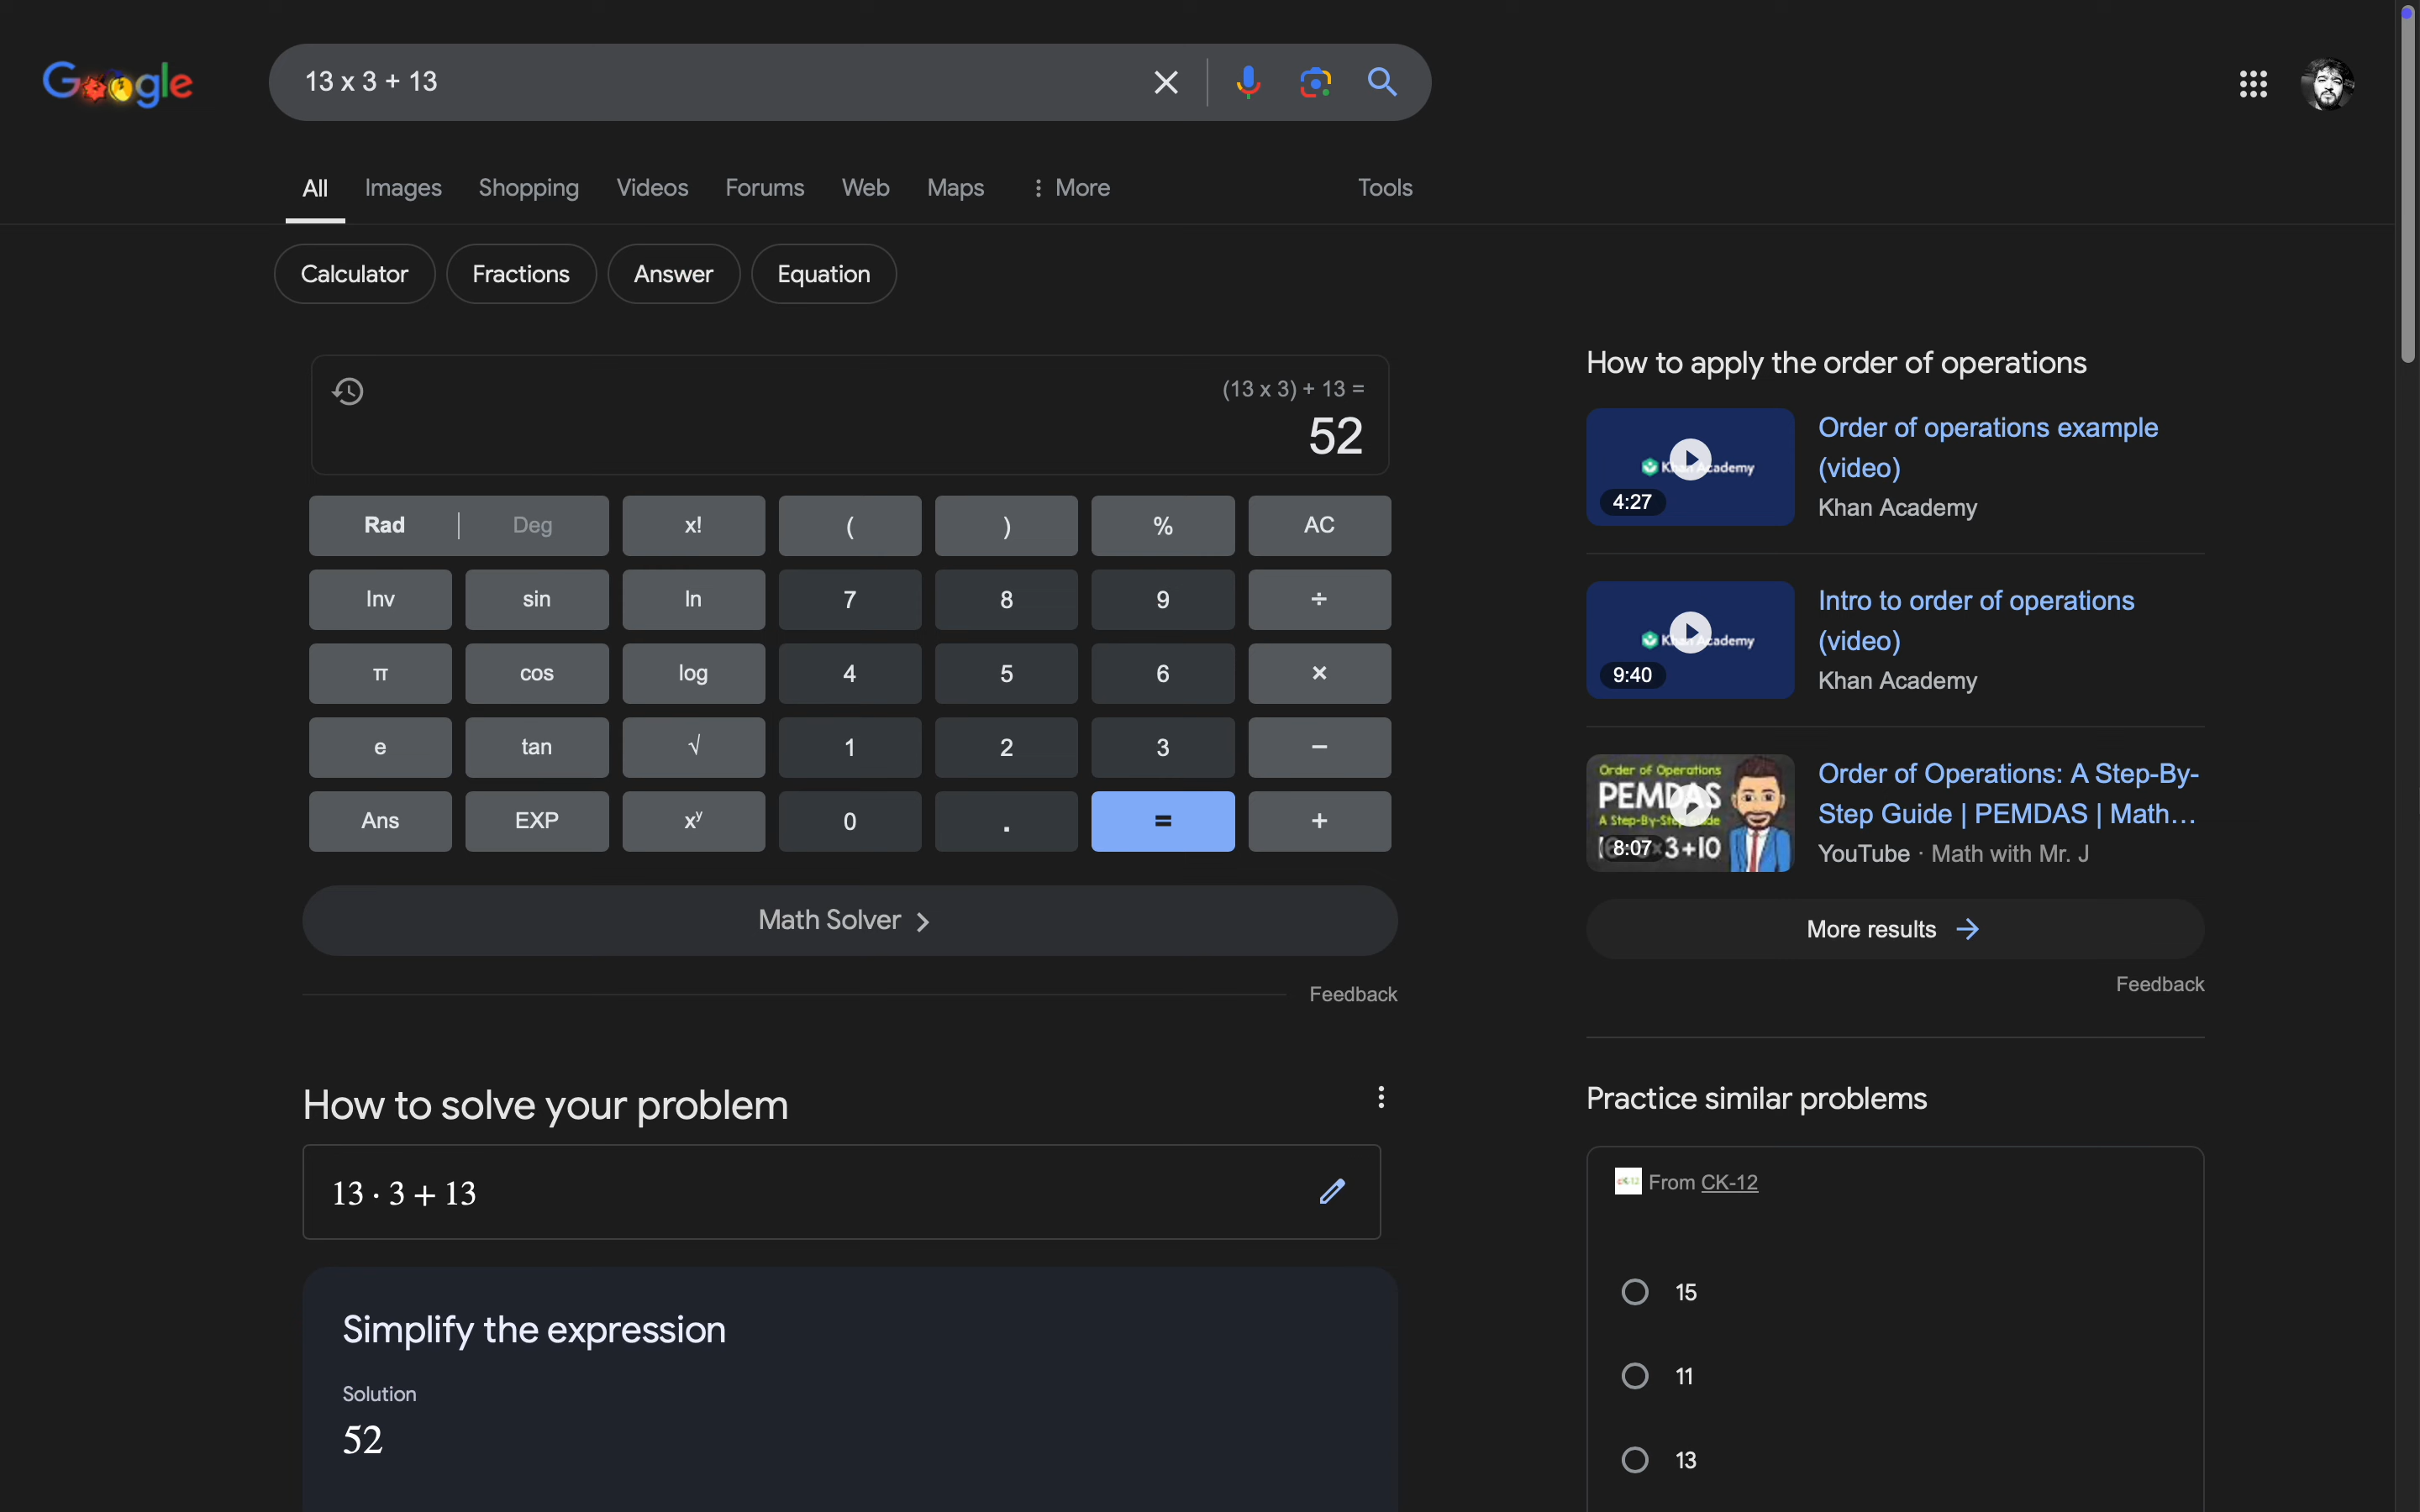 Google
13 x 3 + 13
All Images Shopping Videos Forums Web Maps More Tools
Calculator Fractions Answer Equation
(13 x 3) + 13 =
52
Rad Deg x! ( ) % AC
Inv sin ln 7 8 9 ÷
π cos log 4 5 6 ×
e tan √ 1 2 3 −
Ans EXP xʸ 0 . = +
Math Solver
Feedback
How to solve your problem
13 · 3 + 13
Simplify the expression
Solution
52
How to apply the order of operations
4:27
Order of operations example
(video)
Khan Academy
9:40
Intro to order of operations
(video)
Khan Academy
Order of Operations
PEMDAS
A Step-By-Step Guide
8:07
×3+10
Order of Operations: A Step-By-
Step Guide | PEMDAS | Math...
YouTube · Math with Mr. J
More results
Feedback
Practice similar problems
From CK-12
15
11
13